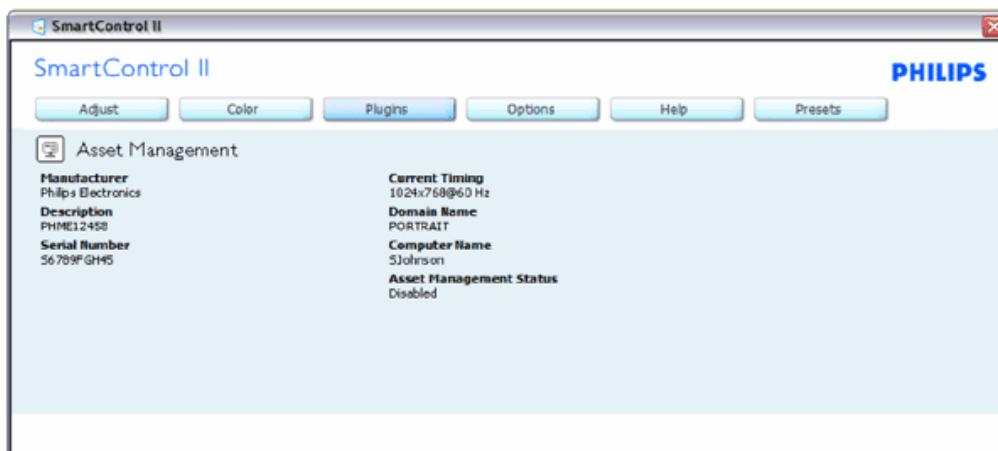 SmartControl II
SmartControl II
PHILIPS
Adjust Color Plugins Options Help Presets
Asset Management
Manufacturer
Philips Electronics
Description
PHME12458
Serial Number
56789FGH45
Current Timing
1024x768@60 Hz
Domain Name
PORTRAIT
Computer Name
SJohnson
Asset Management Status
Disabled